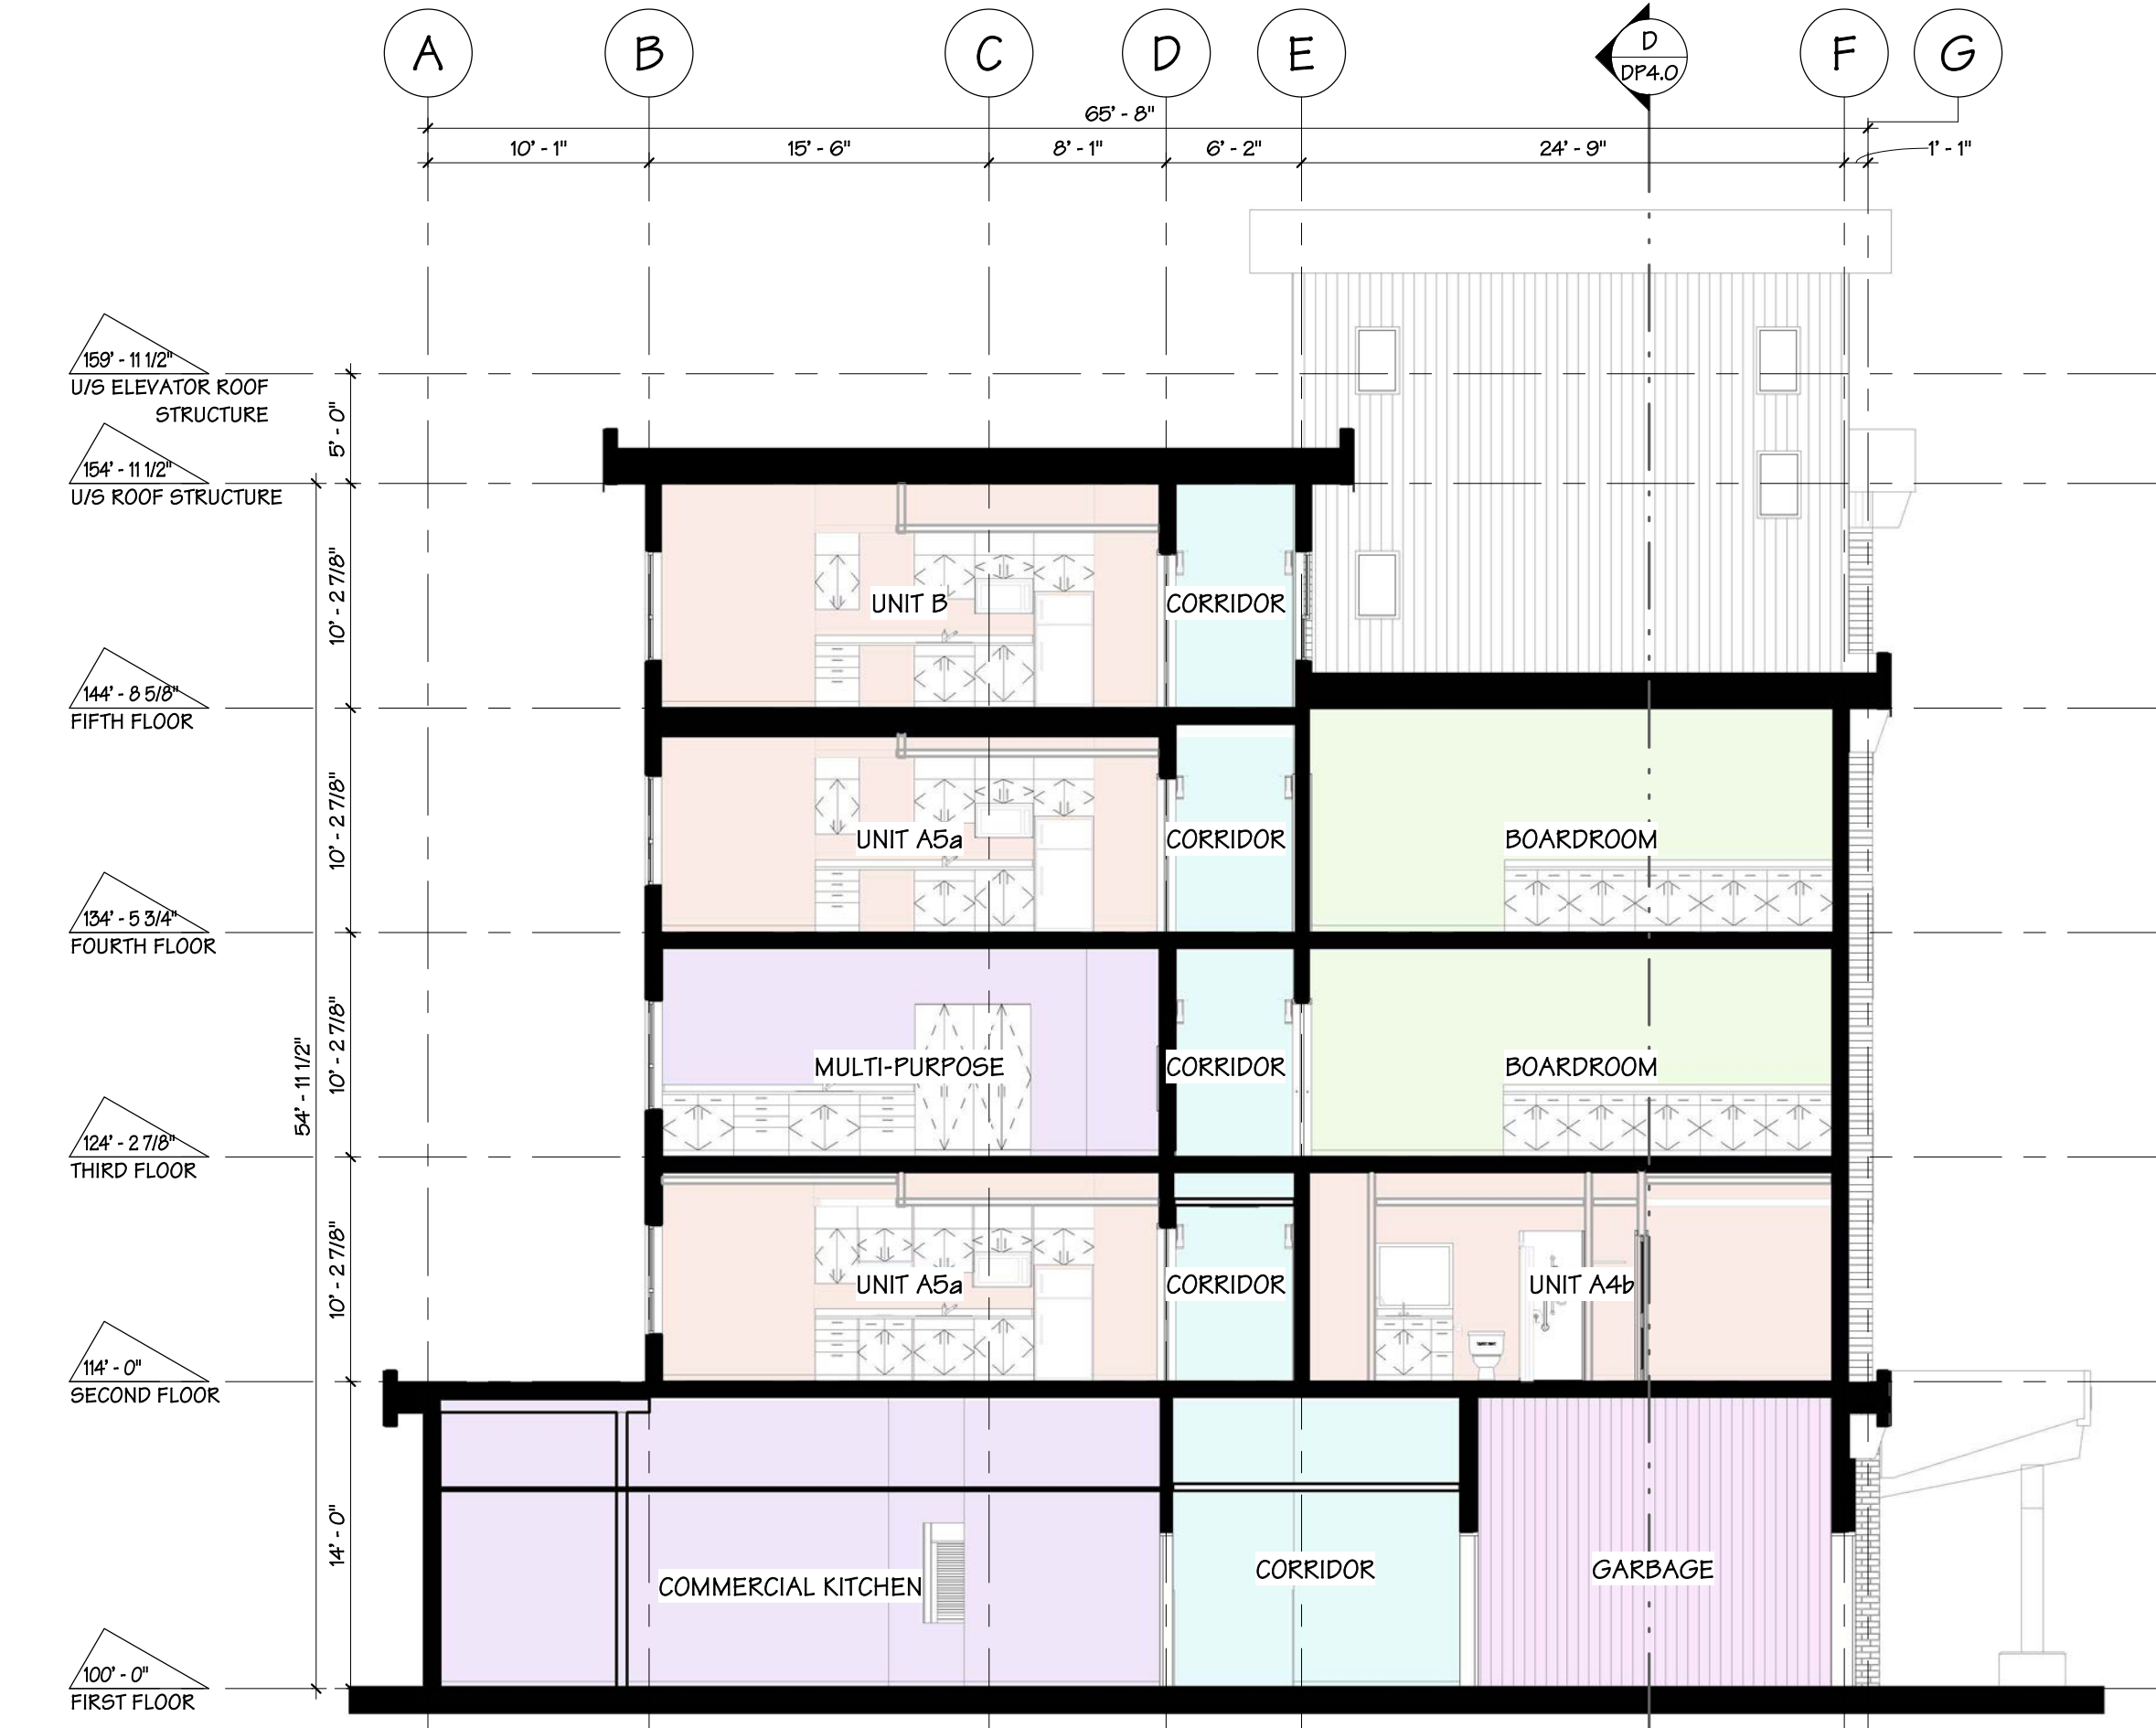 A B C D E D F G
DP4.0
65' - 8"
10' - 1" 15' - 6" 8' - 1" 6' - 2" 24' - 9" 1' - 1"
159' - 11 1/2"
U/S ELEVATOR ROOF
STRUCTURE
5' - 0"
154' - 11 1/2"
U/S ROOF STRUCTURE
10' - 2 7/8"
UNIT B CORRIDOR
144' - 8 5/8"
FIFTH FLOOR
10' - 2 7/8"
UNIT A5a CORRIDOR BOARDROOM
134' - 5 3/4"
FOURTH FLOOR
10' - 2 7/8"
54' - 11 1/2"
MULTI-PURPOSE CORRIDOR BOARDROOM
124' - 2 7/8"
THIRD FLOOR
10' - 2 7/8"
UNIT A5a CORRIDOR UNIT A4b
114' - 0"
SECOND FLOOR
14' - 0"
COMMERCIAL KITCHEN CORRIDOR GARBAGE
100' - 0"
FIRST FLOOR